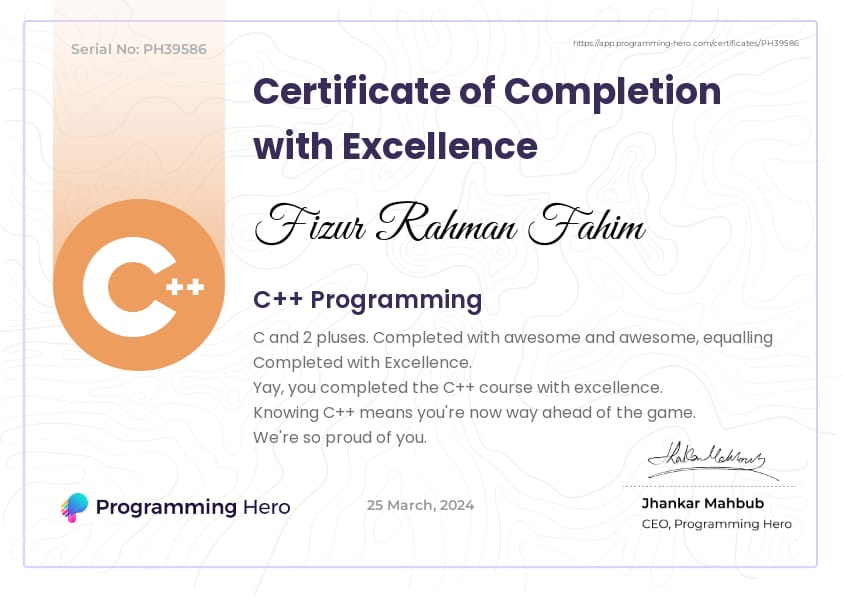 Serial No: PH39586
https://app.programming-hero.com/certificates/PH39586
Certificate of Completion
with Excellence
Fizur Rahman Fahim
C++
C++ Programming
C and 2 pluses. Completed with awesome and awesome, equalling
Completed with Excellence.
Yay, you completed the C++ course with excellence.
Knowing C++ means you're now way ahead of the game.
We're so proud of you.
Programming Hero
25 March, 2024
Jhankar Mahbub
CEO, Programming Hero